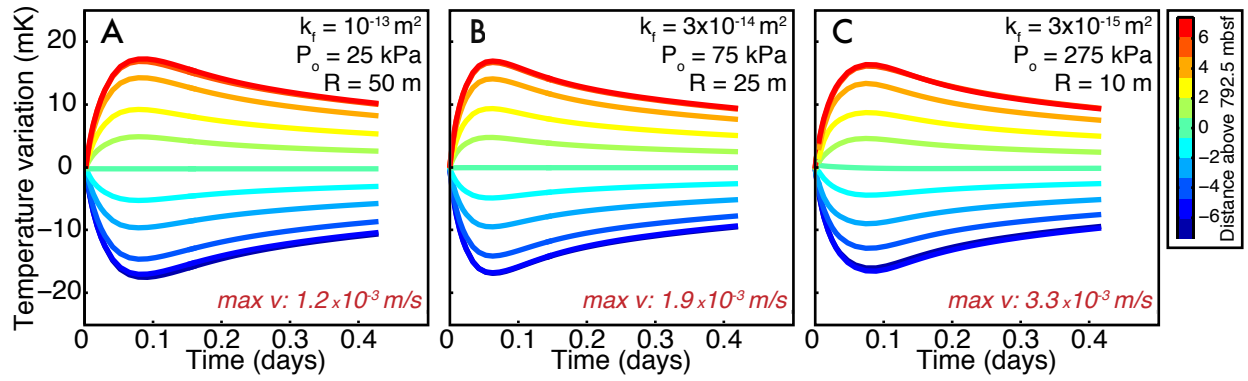 Temperature variation (mK)
20
10
0
−10
−20
A
k_f = 10^-13 m^2
P_o = 25 kPa
R = 50 m
max v: 1.2 x10^-3 m/s
0 0.1 0.2 0.3 0.4
Time (days)
B
k_f = 3x10^-14 m^2
P_o = 75 kPa
R = 25 m
max v: 1.9 x10^-3 m/s
0 0.1 0.2 0.3 0.4
Time (days)
C
k_f = 3x10^-15 m^2
P_o = 275 kPa
R = 10 m
max v: 3.3 x10^-3 m/s
0 0.1 0.2 0.3 0.4
Time (days)
6
4
2
0
−2
−4
−6
Distance above 792.5 mbsf